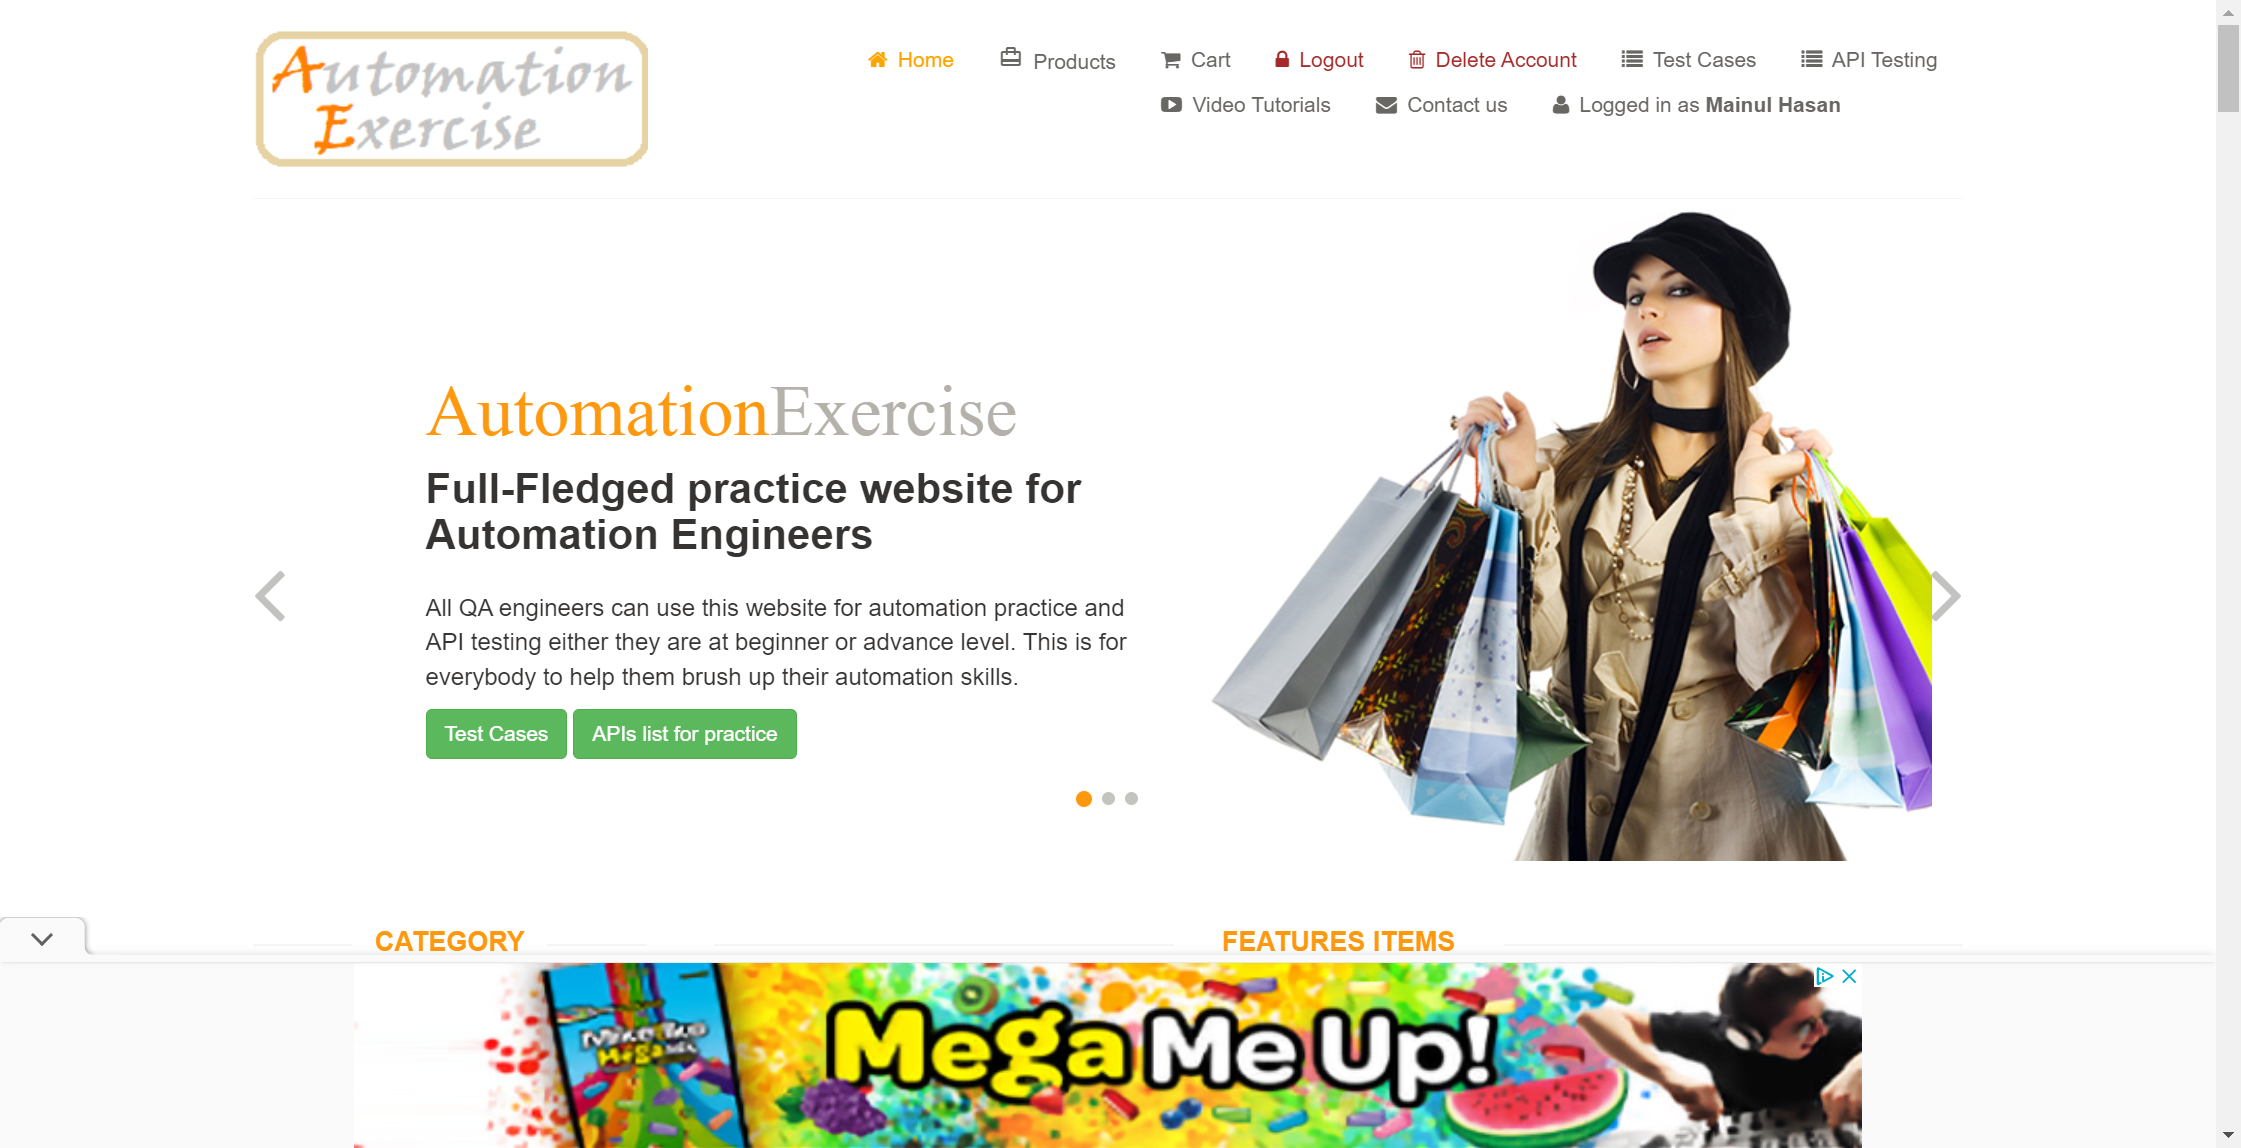 Automation
Exercise
Home
Products
Cart
Logout
Delete Account
Test Cases
API Testing
Video Tutorials
Contact us
Logged in as Mainul Hasan
AutomationExercise
Full-Fledged practice website for
Automation Engineers
All QA engineers can use this website for automation practice and
API testing either they are at beginner or advance level. This is for
everybody to help them brush up their automation skills.
Test Cases
APIs list for practice
CATEGORY
FEATURES ITEMS
Mega Me Up!